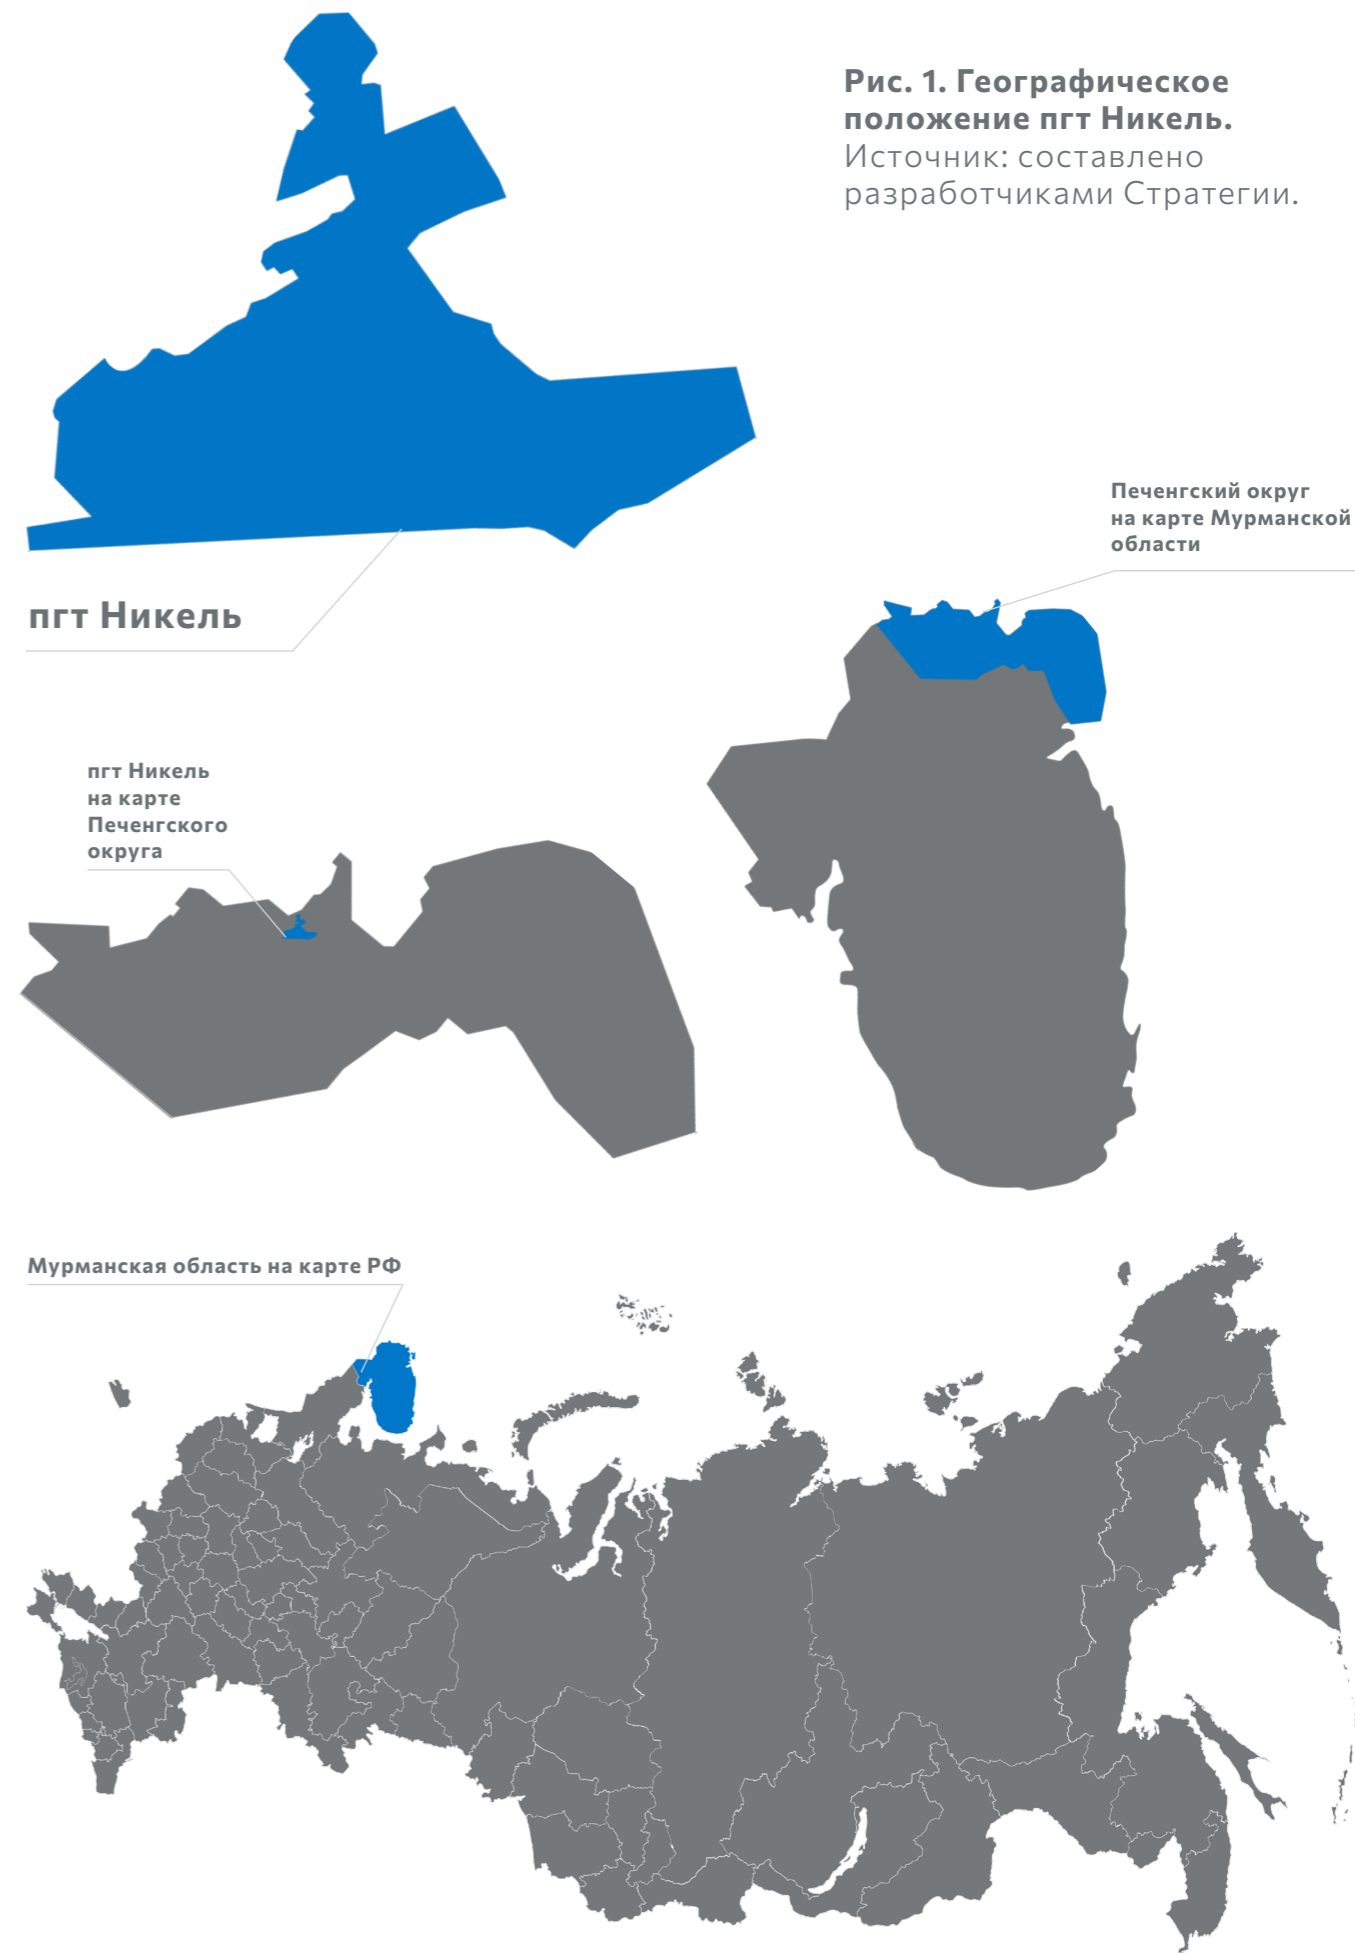 Рис. 1. Географическое
положение пгт Никель.
Источник: составлено
разработчиками Стратегии.
Печенгский округ
на карте Мурманской
области
пгт Никель
пгт Никель
на карте
Печенгского
округа
Мурманская область на карте РФ